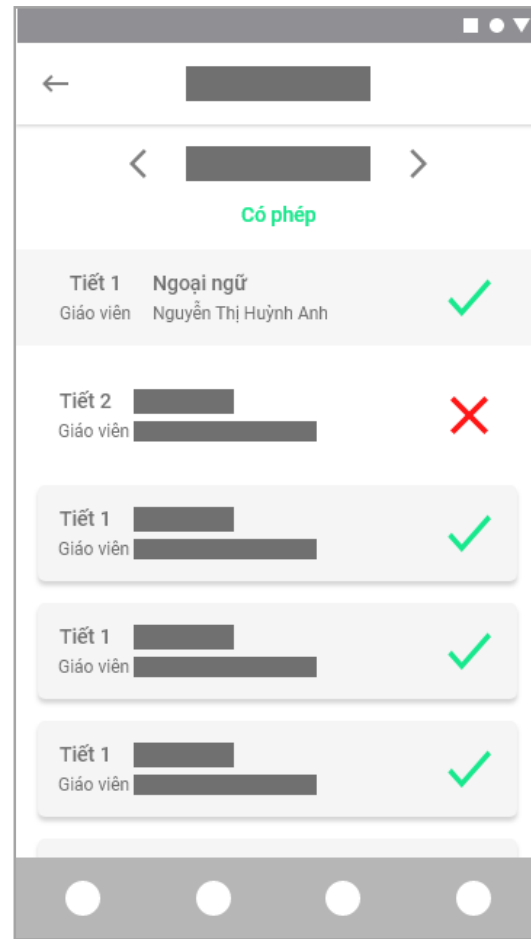 Có phép
Tiết 1 Ngoại ngữ
Giáo viên Nguyễn Thị Huỳnh Anh
Tiết 2
Giáo viên
Tiết 1
Giáo viên
Tiết 1
Giáo viên
Tiết 1
Giáo viên